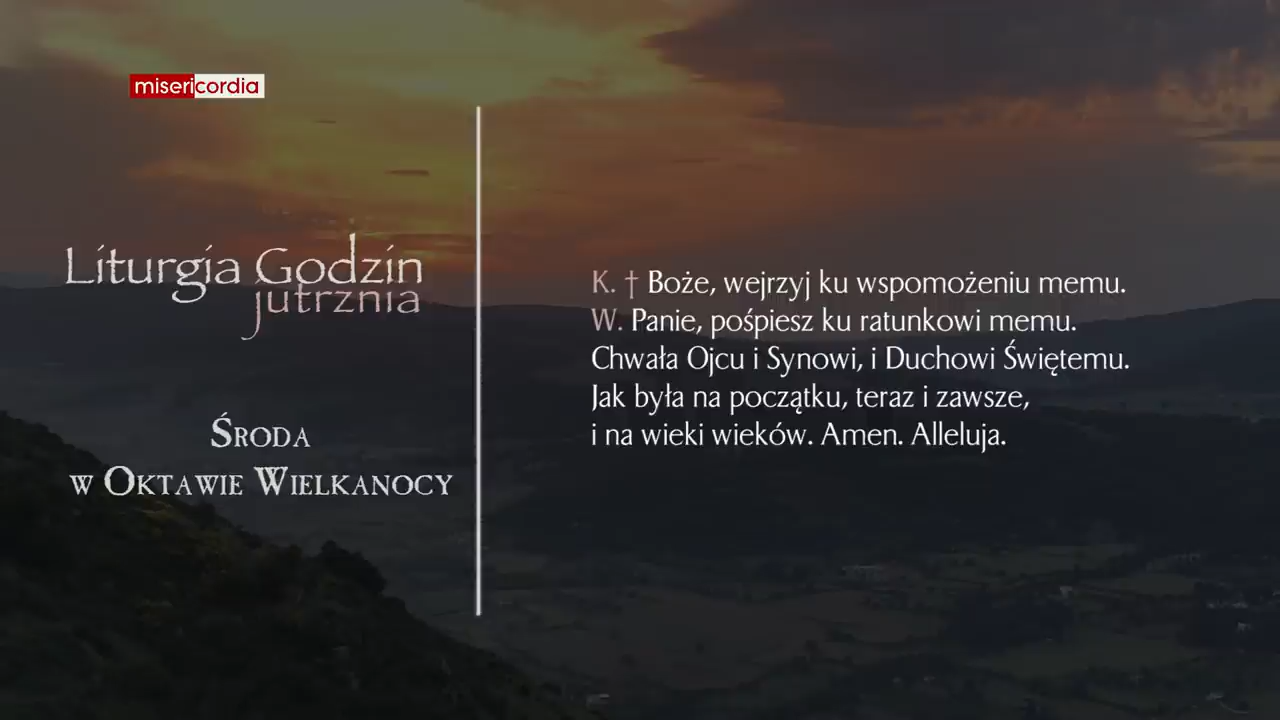 misericordia
Liturgia Godzin
jutrznia
Środa
w Oktawie Wielkanocy
K. † Boże, wejrzyj ku wspomożeniu memu.
W. Panie, pośpiesz ku ratunkowi memu.
Chwała Ojcu i Synowi, i Duchowi Świętemu.
Jak była na początku, teraz i zawsze,
i na wieki wieków. Amen. Alleluja.